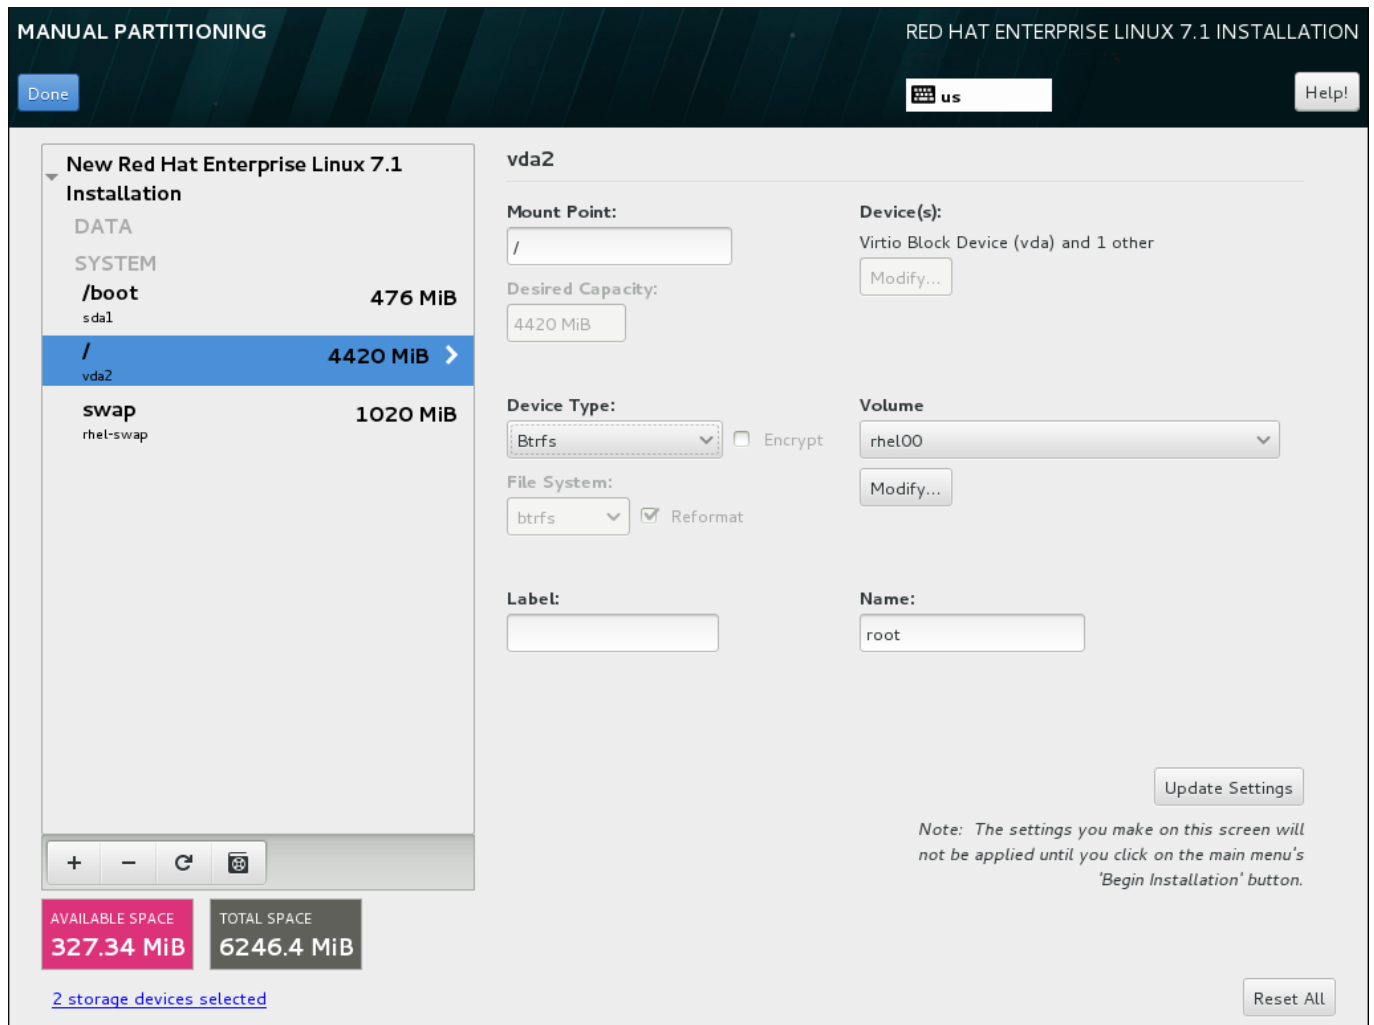 MANUAL PARTITIONING
RED HAT ENTERPRISE LINUX 7.1 INSTALLATION
Done
us
Help!
New Red Hat Enterprise Linux 7.1
Installation
DATA
SYSTEM
/boot
476 MiB
sda1
/
4420 MiB
vda2
swap
1020 MiB
rhel-swap
vda2
Mount Point:
/
Desired Capacity:
4420 MiB
Device(s):
Virtio Block Device (vda) and 1 other
Modify...
Device Type:
Btrfs
Encrypt
File System:
btrfs
Reformat
Volume
rhel00
Modify...
Label:
Name:
root
Update Settings
Note: The settings you make on this screen will
not be applied until you click on the main menu's
'Begin Installation' button.
AVAILABLE SPACE
327.34 MiB
TOTAL SPACE
6246.4 MiB
2 storage devices selected
Reset All